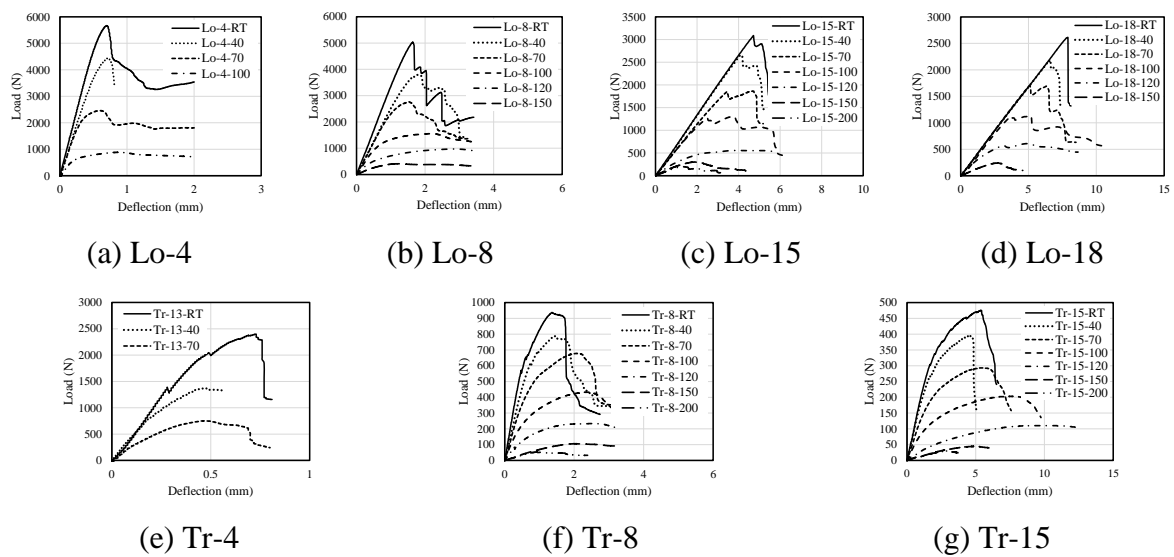 6000
5000
4000
3000
2000
1000
0
Load (N)
0 1 2 3
Deflection (mm)
Lo-4-RT
Lo-4-40
Lo-4-70
Lo-4-100
(a) Lo-4
6000
5000
4000
3000
2000
1000
0
Load (N)
0 2 4 6
Deflection (mm)
Lo-8-RT
Lo-8-40
Lo-8-70
Lo-8-100
Lo-8-120
Lo-8-150
(b) Lo-8
3500
3000
2500
2000
1500
1000
500
0
Load (N)
0 2 4 6 8 10
Deflection (mm)
Lo-15-RT
Lo-15-40
Lo-15-70
Lo-15-100
Lo-15-120
Lo-15-150
Lo-15-200
(c) Lo-15
3000
2500
2000
1500
1000
500
0
Load (N)
0 5 10 15
Deflection (mm)
Lo-18-RT
Lo-18-40
Lo-18-70
Lo-18-100
Lo-18-120
Lo-18-150
(d) Lo-18
3000
2500
2000
1500
1000
500
0
Load (N)
0 0.5 1
Deflection (mm)
Tr-13-RT
Tr-13-40
Tr-13-70
(e) Tr-4
1000
900
800
700
600
500
400
300
200
100
0
Load (N)
0 2 4 6
Deflection (mm)
Tr-8-RT
Tr-8-40
Tr-8-70
Tr-8-100
Tr-8-120
Tr-8-150
Tr-8-200
(f) Tr-8
500
450
400
350
300
250
200
150
100
50
0
Load (N)
0 5 10 15
Deflection (mm)
Tr-15-RT
Tr-15-40
Tr-15-70
Tr-15-100
Tr-15-120
Tr-15-150
Tr-15-200
(g) Tr-15